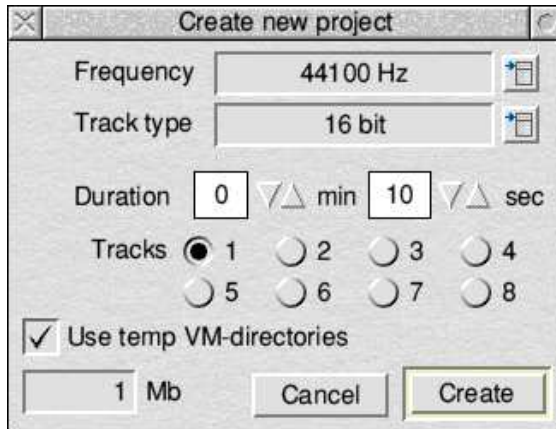 Create new project
Frequency 44100 Hz
Track type 16 bit
Duration 0 min 10 sec
Tracks 1 2 3 4
5 6 7 8
Use temp VM-directories
1 Mb Cancel Create